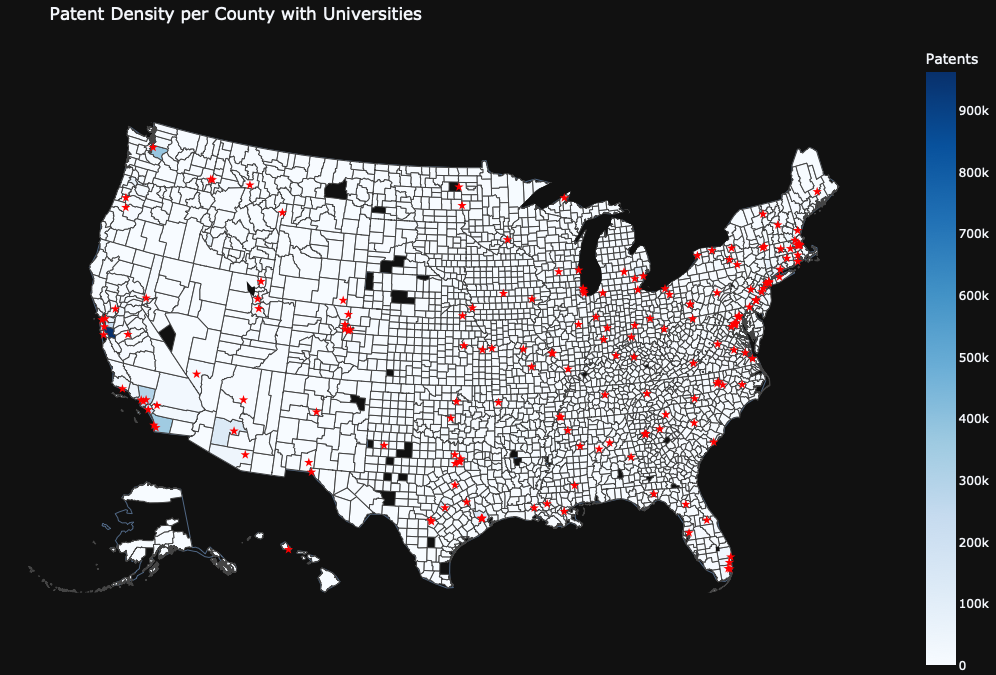 Patent Density per County with Universities
Patents
900k
800k
700k
600k
500k
400k
300k
200k
100k
0